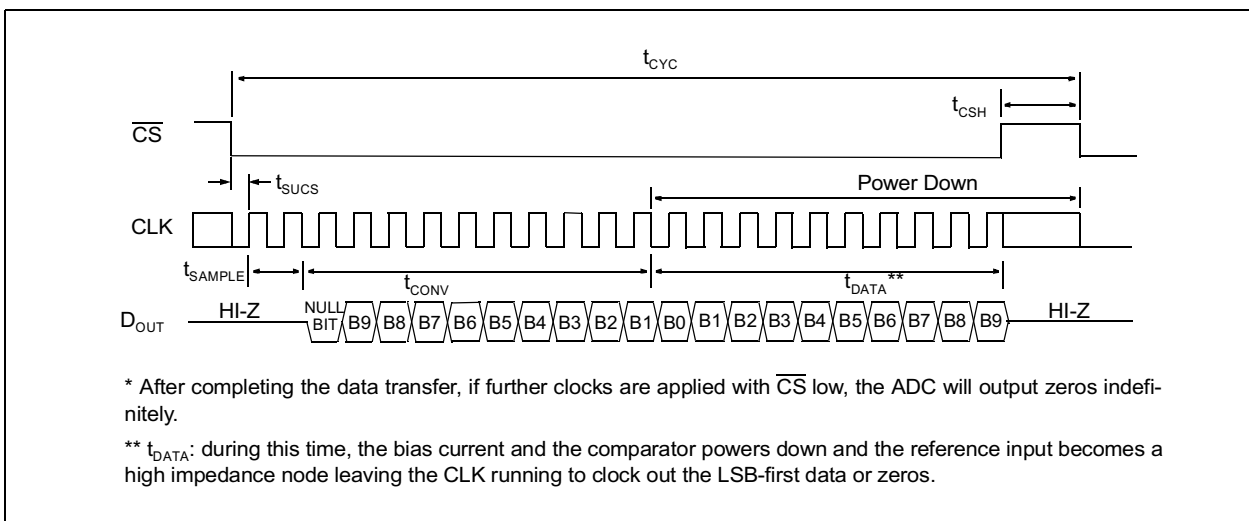 tCYC
tCSH
CS
tSUCS
Power Down
CLK
tSAMPLE
tCONV
tDATA**
DOUT
HI-Z
NULL BIT B9 B8 B7 B6 B5 B4 B3 B2 B1 B0 B1 B2 B3 B4 B5 B6 B7 B8 B9
HI-Z
* After completing the data transfer, if further clocks are applied with CS low, the ADC will output zeros indefi-
nitely.
** tDATA: during this time, the bias current and the comparator powers down and the reference input becomes a
high impedance node leaving the CLK running to clock out the LSB-first data or zeros.